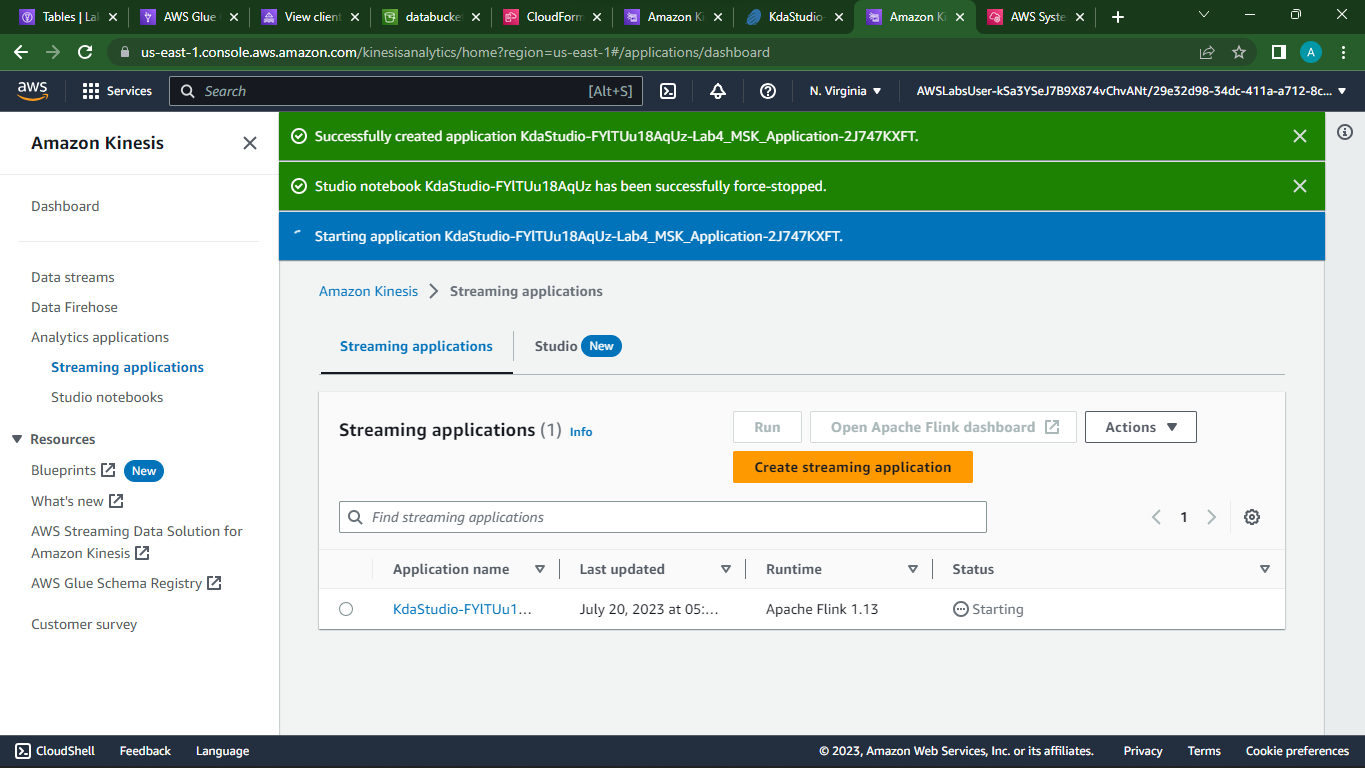 Tables | La
AWS Glue
View client
databucke
CloudForm
Amazon Ki
KdaStudio-
Amazon Ki
AWS Syste
us-east-1.console.aws.amazon.com/kinesisanalytics/home?region=us-east-1#/applications/dashboard
A
aws
Services
Search
[Alt+S]
N. Virginia
AWSLabsUser-kSa3YSeJ7B9X874vChvANt/29e32d98-34dc-411a-a712-8c...
Amazon Kinesis
Dashboard
Data streams
Data Firehose
Analytics applications
Streaming applications
Studio notebooks
Resources
Blueprints New
What's new
AWS Streaming Data Solution for
Amazon Kinesis
AWS Glue Schema Registry
Customer survey
Successfully created application KdaStudio-FYlTUu18AqUz-Lab4_MSK_Application-2J747KXFT.
Studio notebook KdaStudio-FYlTUu18AqUz has been successfully force-stopped.
Starting application KdaStudio-FYlTUu18AqUz-Lab4_MSK_Application-2J747KXFT.
Amazon Kinesis
Streaming applications
Streaming applications
Studio New
Streaming applications (1) Info
Run
Open Apache Flink dashboard
Actions
Create streaming application
Find streaming applications
1
Application name
Last updated
Runtime
Status
KdaStudio-FYlTUu1...
July 20, 2023 at 05:...
Apache Flink 1.13
Starting
CloudShell
Feedback
Language
© 2023, Amazon Web Services, Inc. or its affiliates.
Privacy
Terms
Cookie preferences